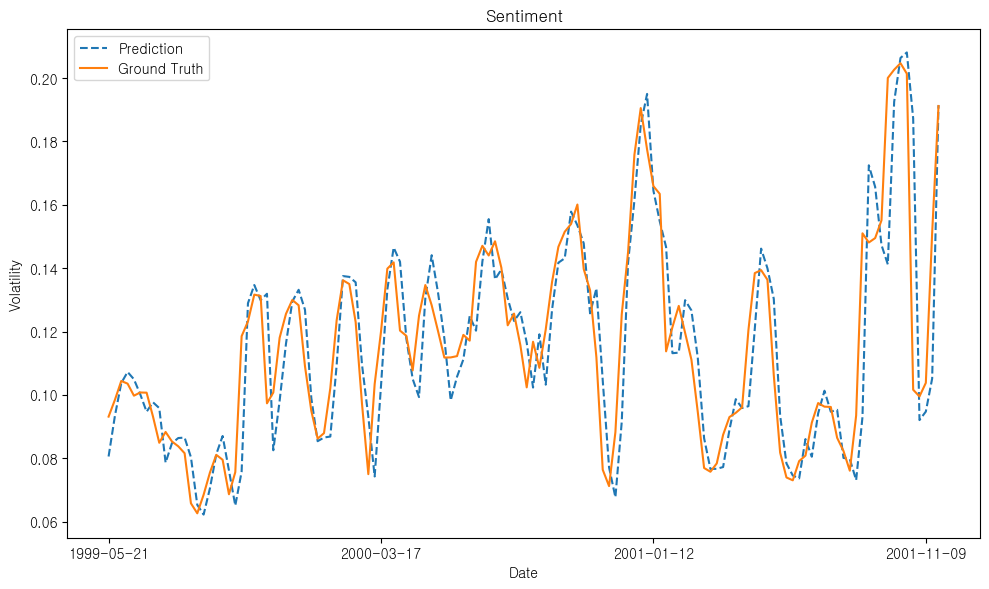 Sentiment
Prediction
Ground Truth
Volatility
0.20
0.18
0.16
0.14
0.12
0.10
0.08
0.06
1999-05-21
2000-03-17
2001-01-12
2001-11-09
Date